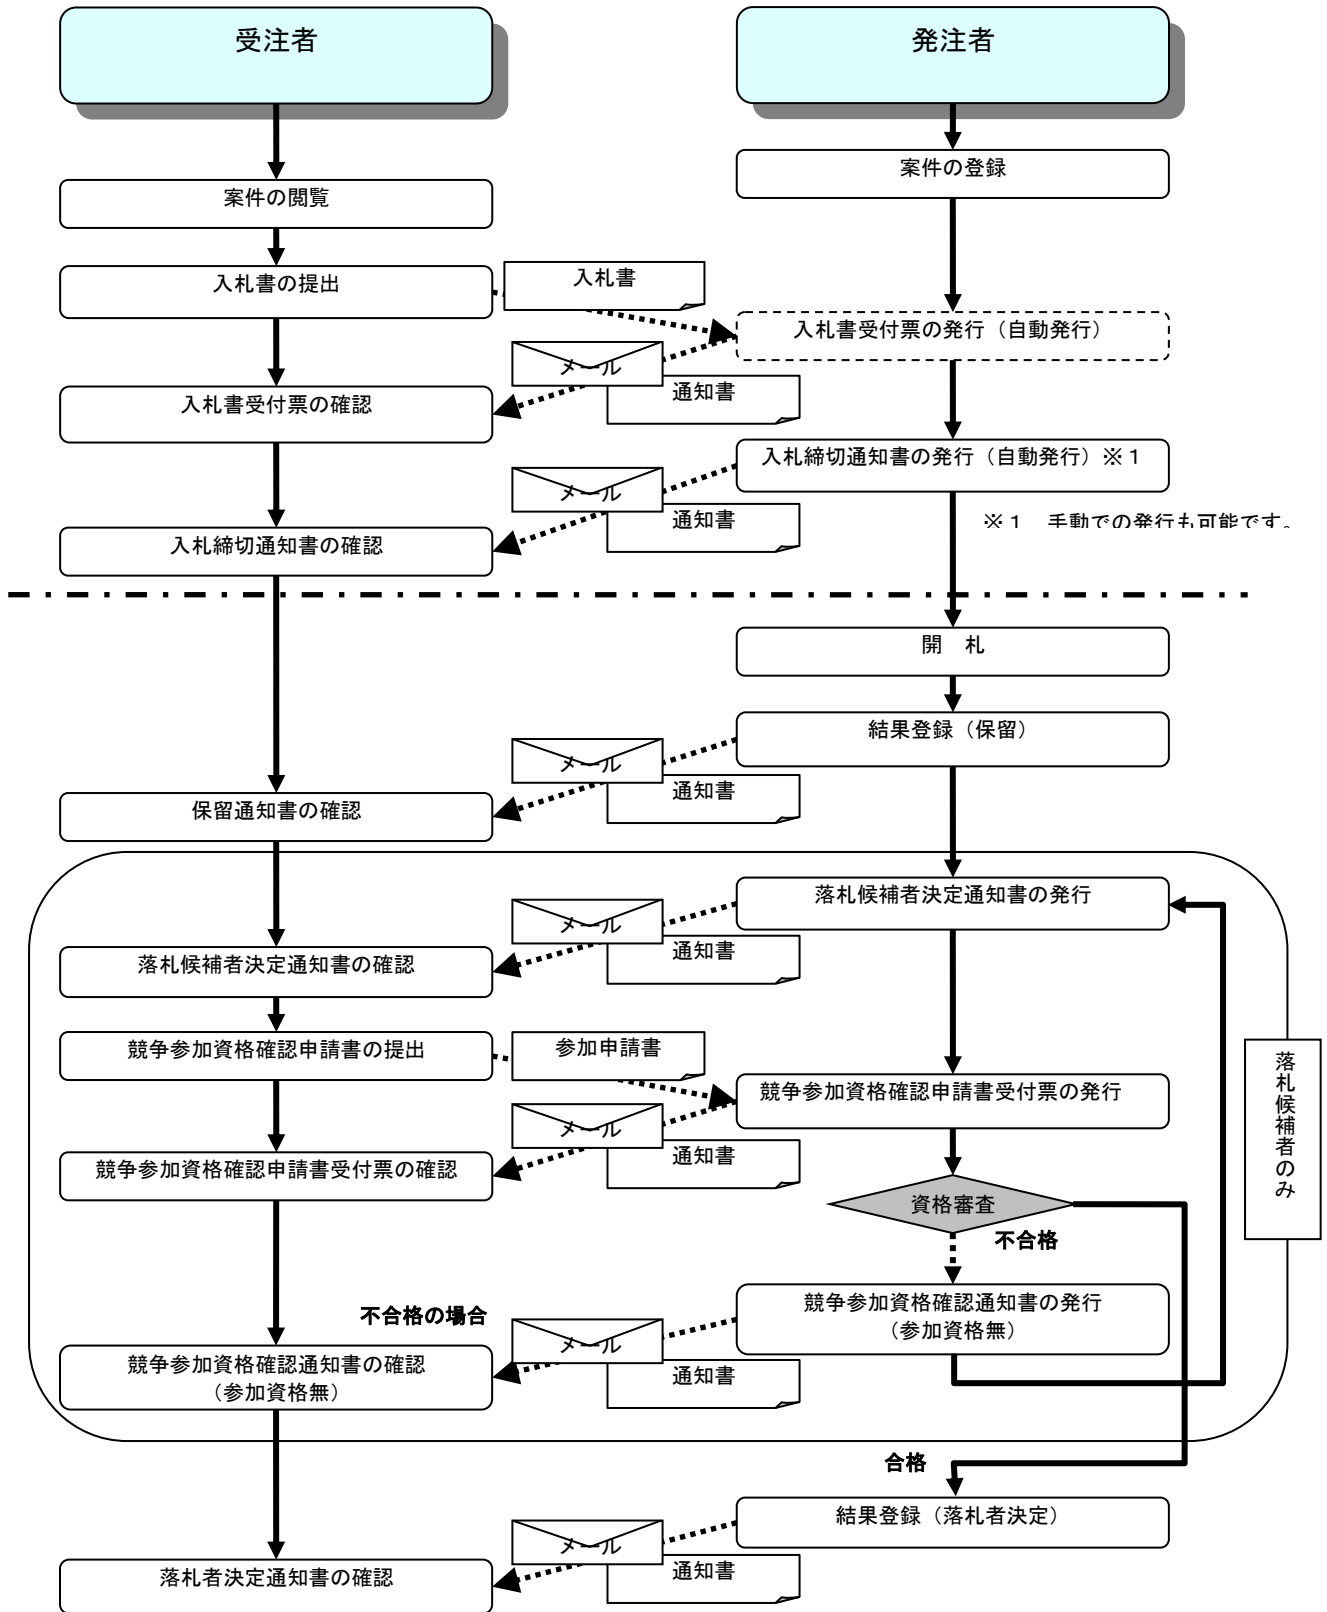 受注者
発注者
案件の登録
案件の閲覧
入札書の提出
入札書
入札書受付票の発行（自動発行）
メール
通知書
入札書受付票の確認
入札締切通知書の発行（自動発行）※１
メール
通知書
※１　手動での発行も可能です。
入札締切通知書の確認
開　札
結果登録（保留）
メール
通知書
保留通知書の確認
落札候補者決定通知書の発行
メール
通知書
落札候補者決定通知書の確認
競争参加資格確認申請書の提出
参加申請書
落札候補者のみ
競争参加資格確認申請書受付票の発行
メール
通知書
競争参加資格確認申請書受付票の確認
資格審査
不合格
競争参加資格確認通知書の発行
（参加資格無）
不合格の場合
メール
通知書
競争参加資格確認通知書の確認
（参加資格無）
合格
結果登録（落札者決定）
メール
通知書
落札者決定通知書の確認